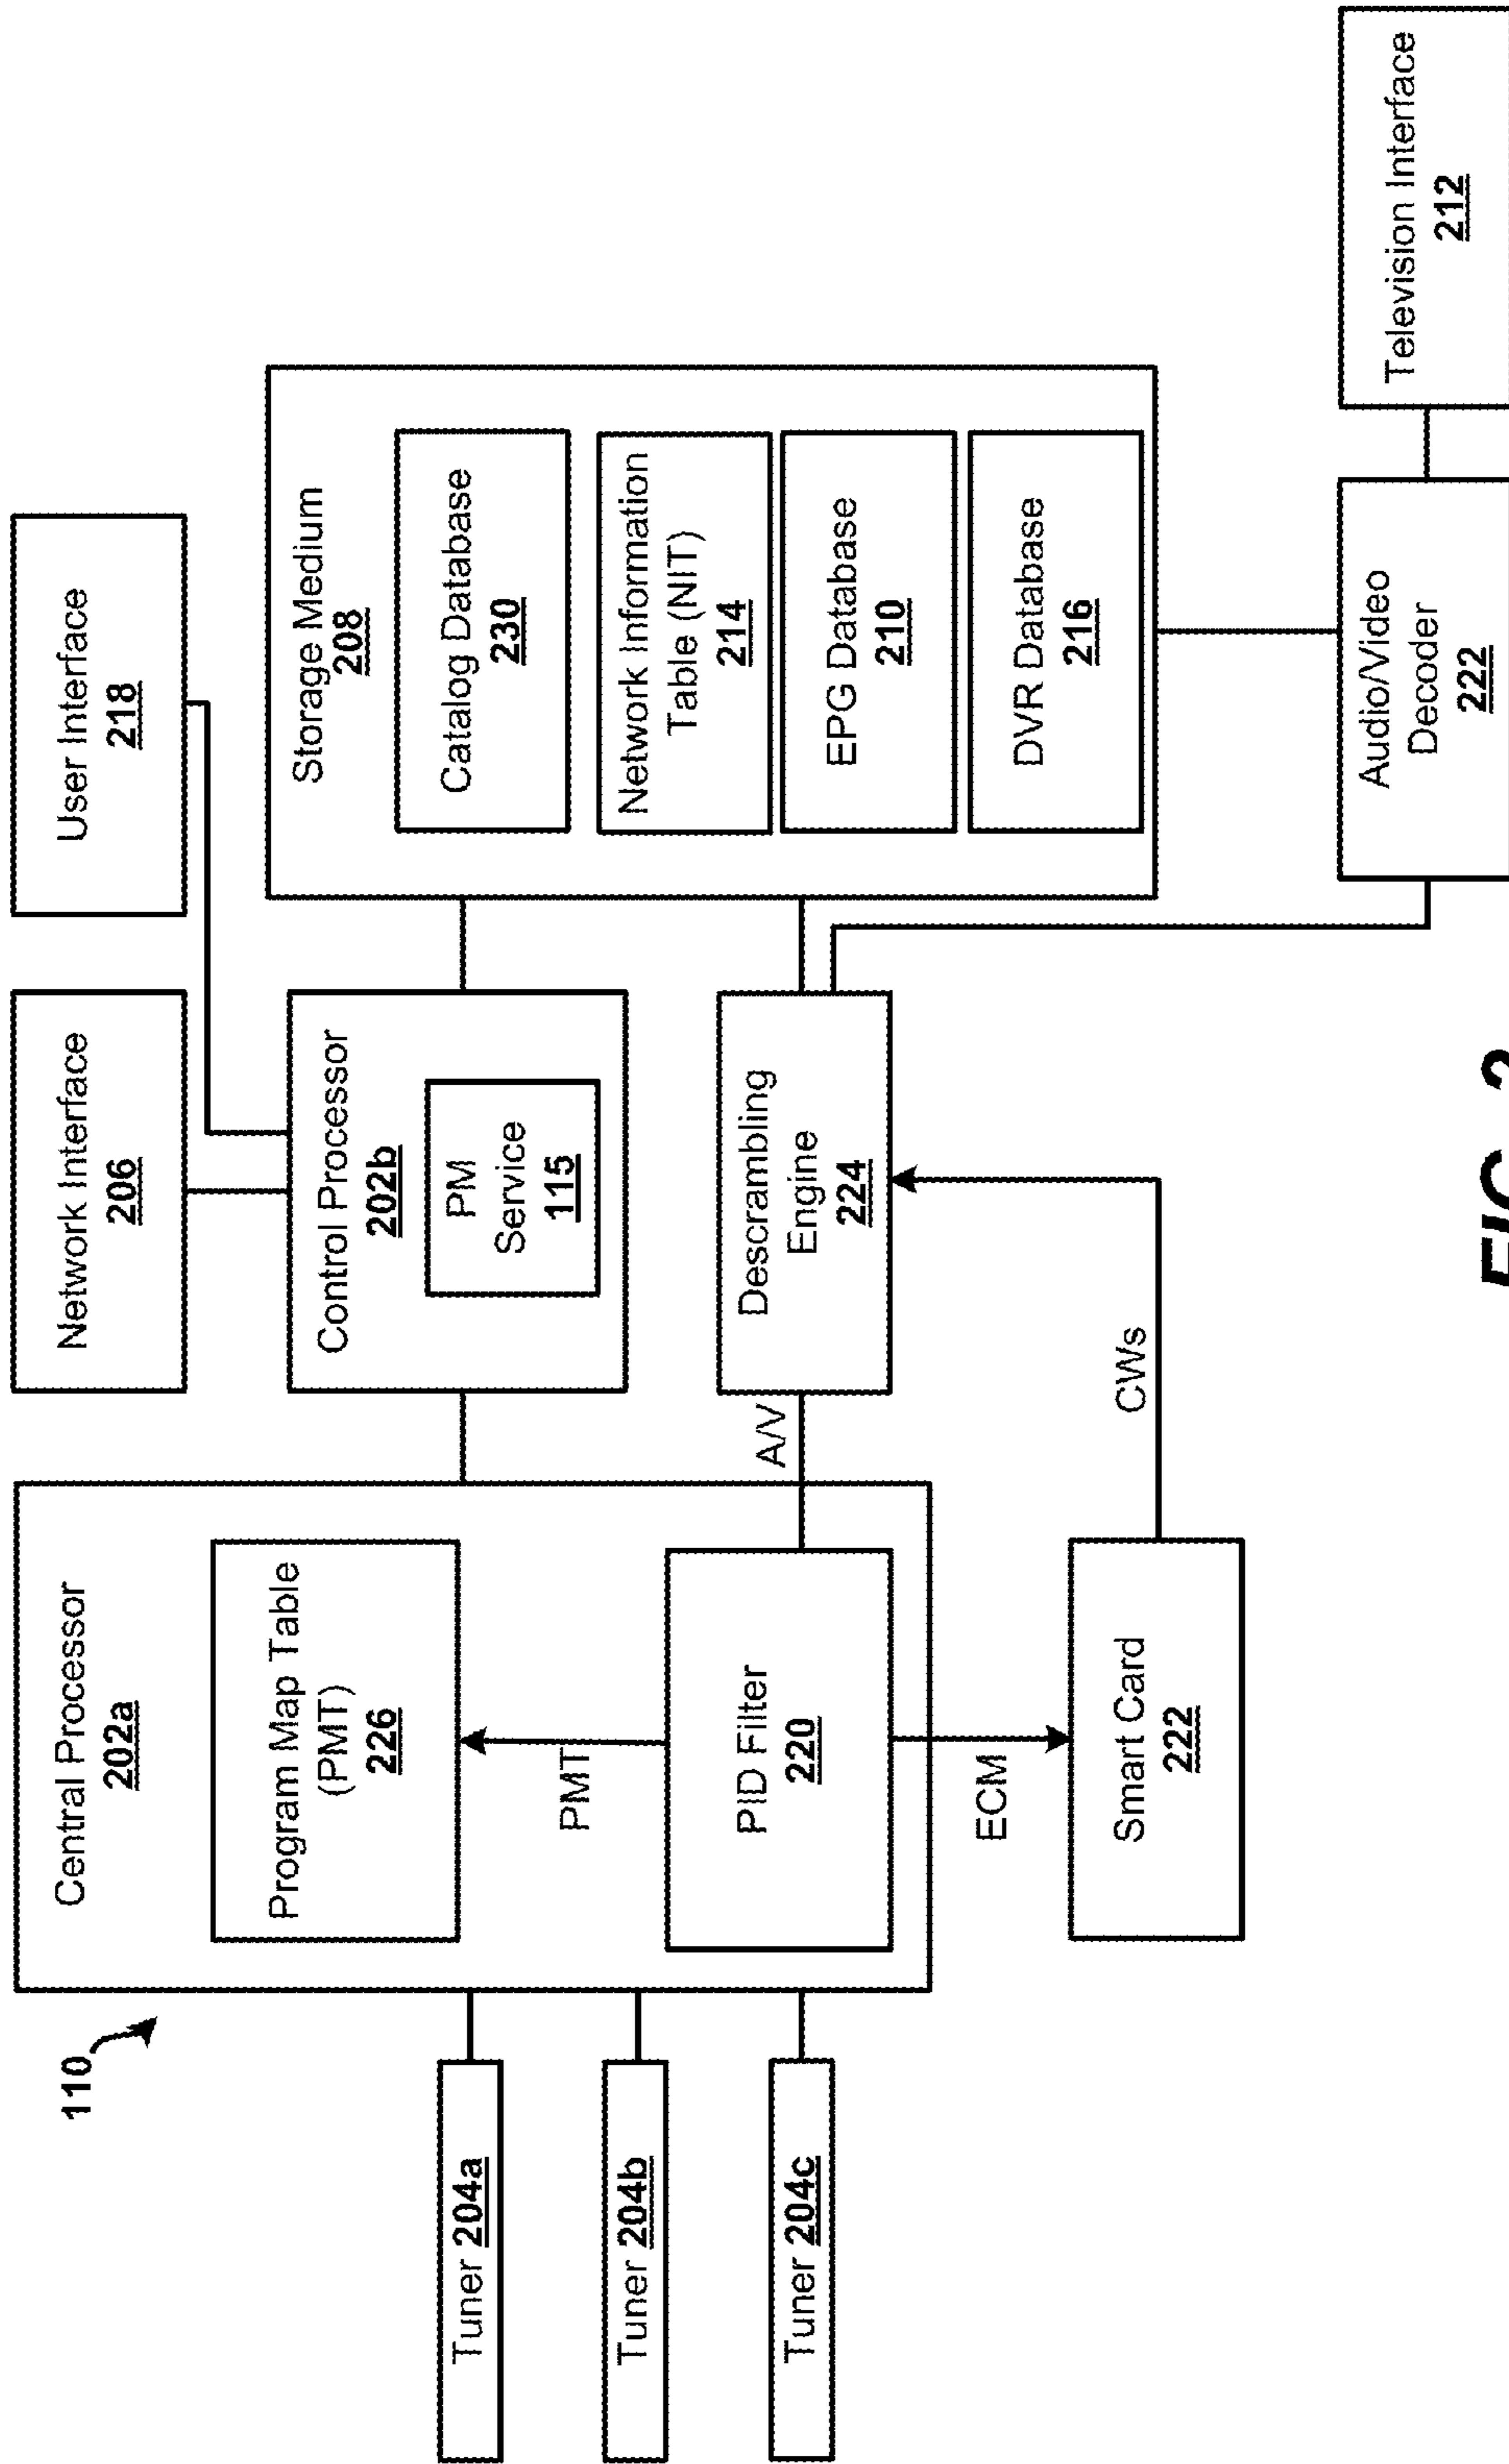 110
Tuner 204a
Tuner 204b
Tuner 204c
Central Processor
202a
Program Map Table
(PMT)
226
PMT
PID Filter
220
ECM
Smart Card
222
A/V
CWs
Network Interface
206
User Interface
218
Control Processor
202b
PM
Service
115
Descrambling
Engine
224
Storage Medium
208
Catalog Database
230
Network Information
Table (NIT)
214
EPG Database
210
DVR Database
216
Audio/Video
Decoder
222
Television Interface
212
FIG. 2